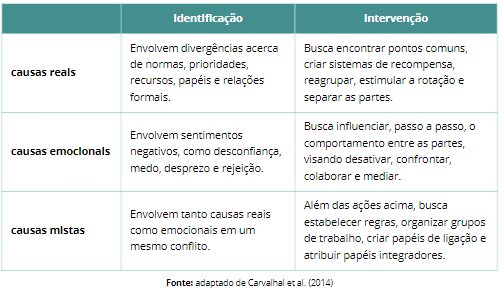 Identificação
Intervenção
causas reais
Envolvem divergências acerca
de normas, prioridades,
recursos, papéis e relações
formais.
Busca encontrar pontos comuns,
criar sistemas de recompensa,
reagrupar, estimular a rotação e
separar as partes.
causas emocionais
Envolvem sentimentos
negativos, como desconfiança,
medo, desprezo e rejeição.
Busca influenciar, passo a passo, o
comportamento entre as partes,
visando desativar, confrontar,
colaborar e mediar.
causas mistas
Envolvem tanto causas reais
como emocionais em um
mesmo conflito.
Além das ações acima, busca
estabelecer regras, organizar grupos
de trabalho, criar papéis de ligação e
atribuir papéis integradores.
Fonte: adaptado de Carvalhal et al. (2014)